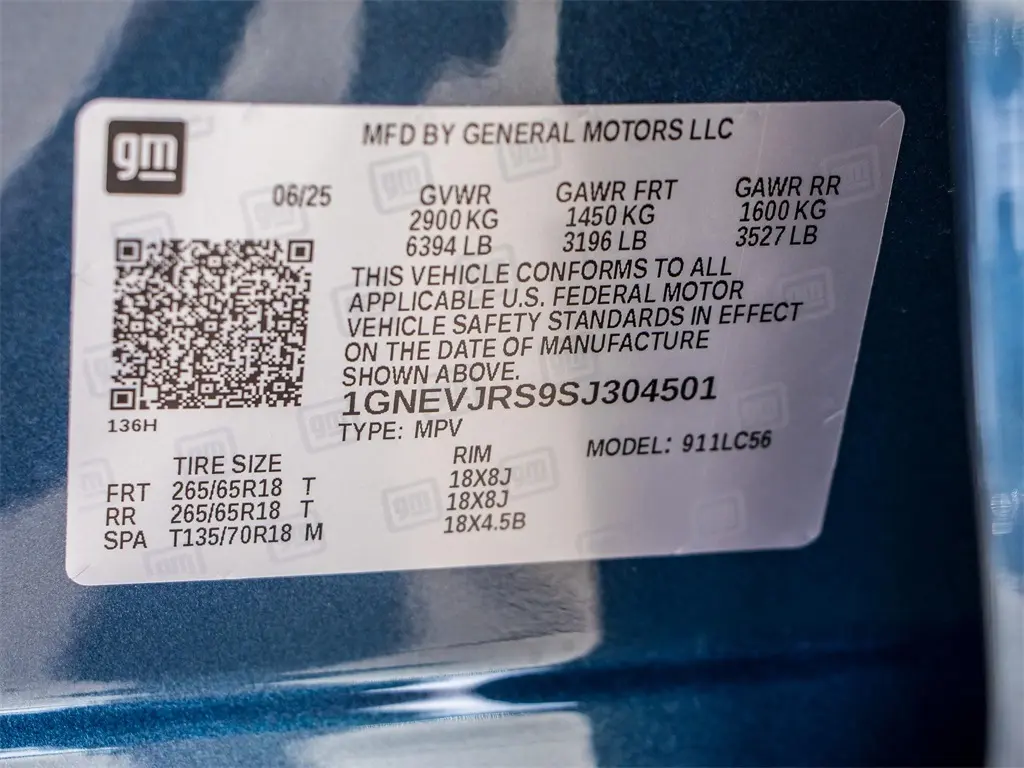 gm
MFD BY GENERAL MOTORS LLC
06/25 GVWR GAWR FRT GAWR RR
2900 KG 1450 KG 1600 KG
6394 LB 3196 LB 3527 LB
THIS VEHICLE CONFORMS TO ALL
APPLICABLE U.S. FEDERAL MOTOR
VEHICLE SAFETY STANDARDS IN EFFECT
ON THE DATE OF MANUFACTURE
SHOWN ABOVE.
1GNEVJRS9SJ304501
136H
TYPE: MPV MODEL: 911LC56
TIRE SIZE RIM
FRT 265/65R18 T 18X8J
RR 265/65R18 T 18X8J
SPA T135/70R18 M 18X4.5B